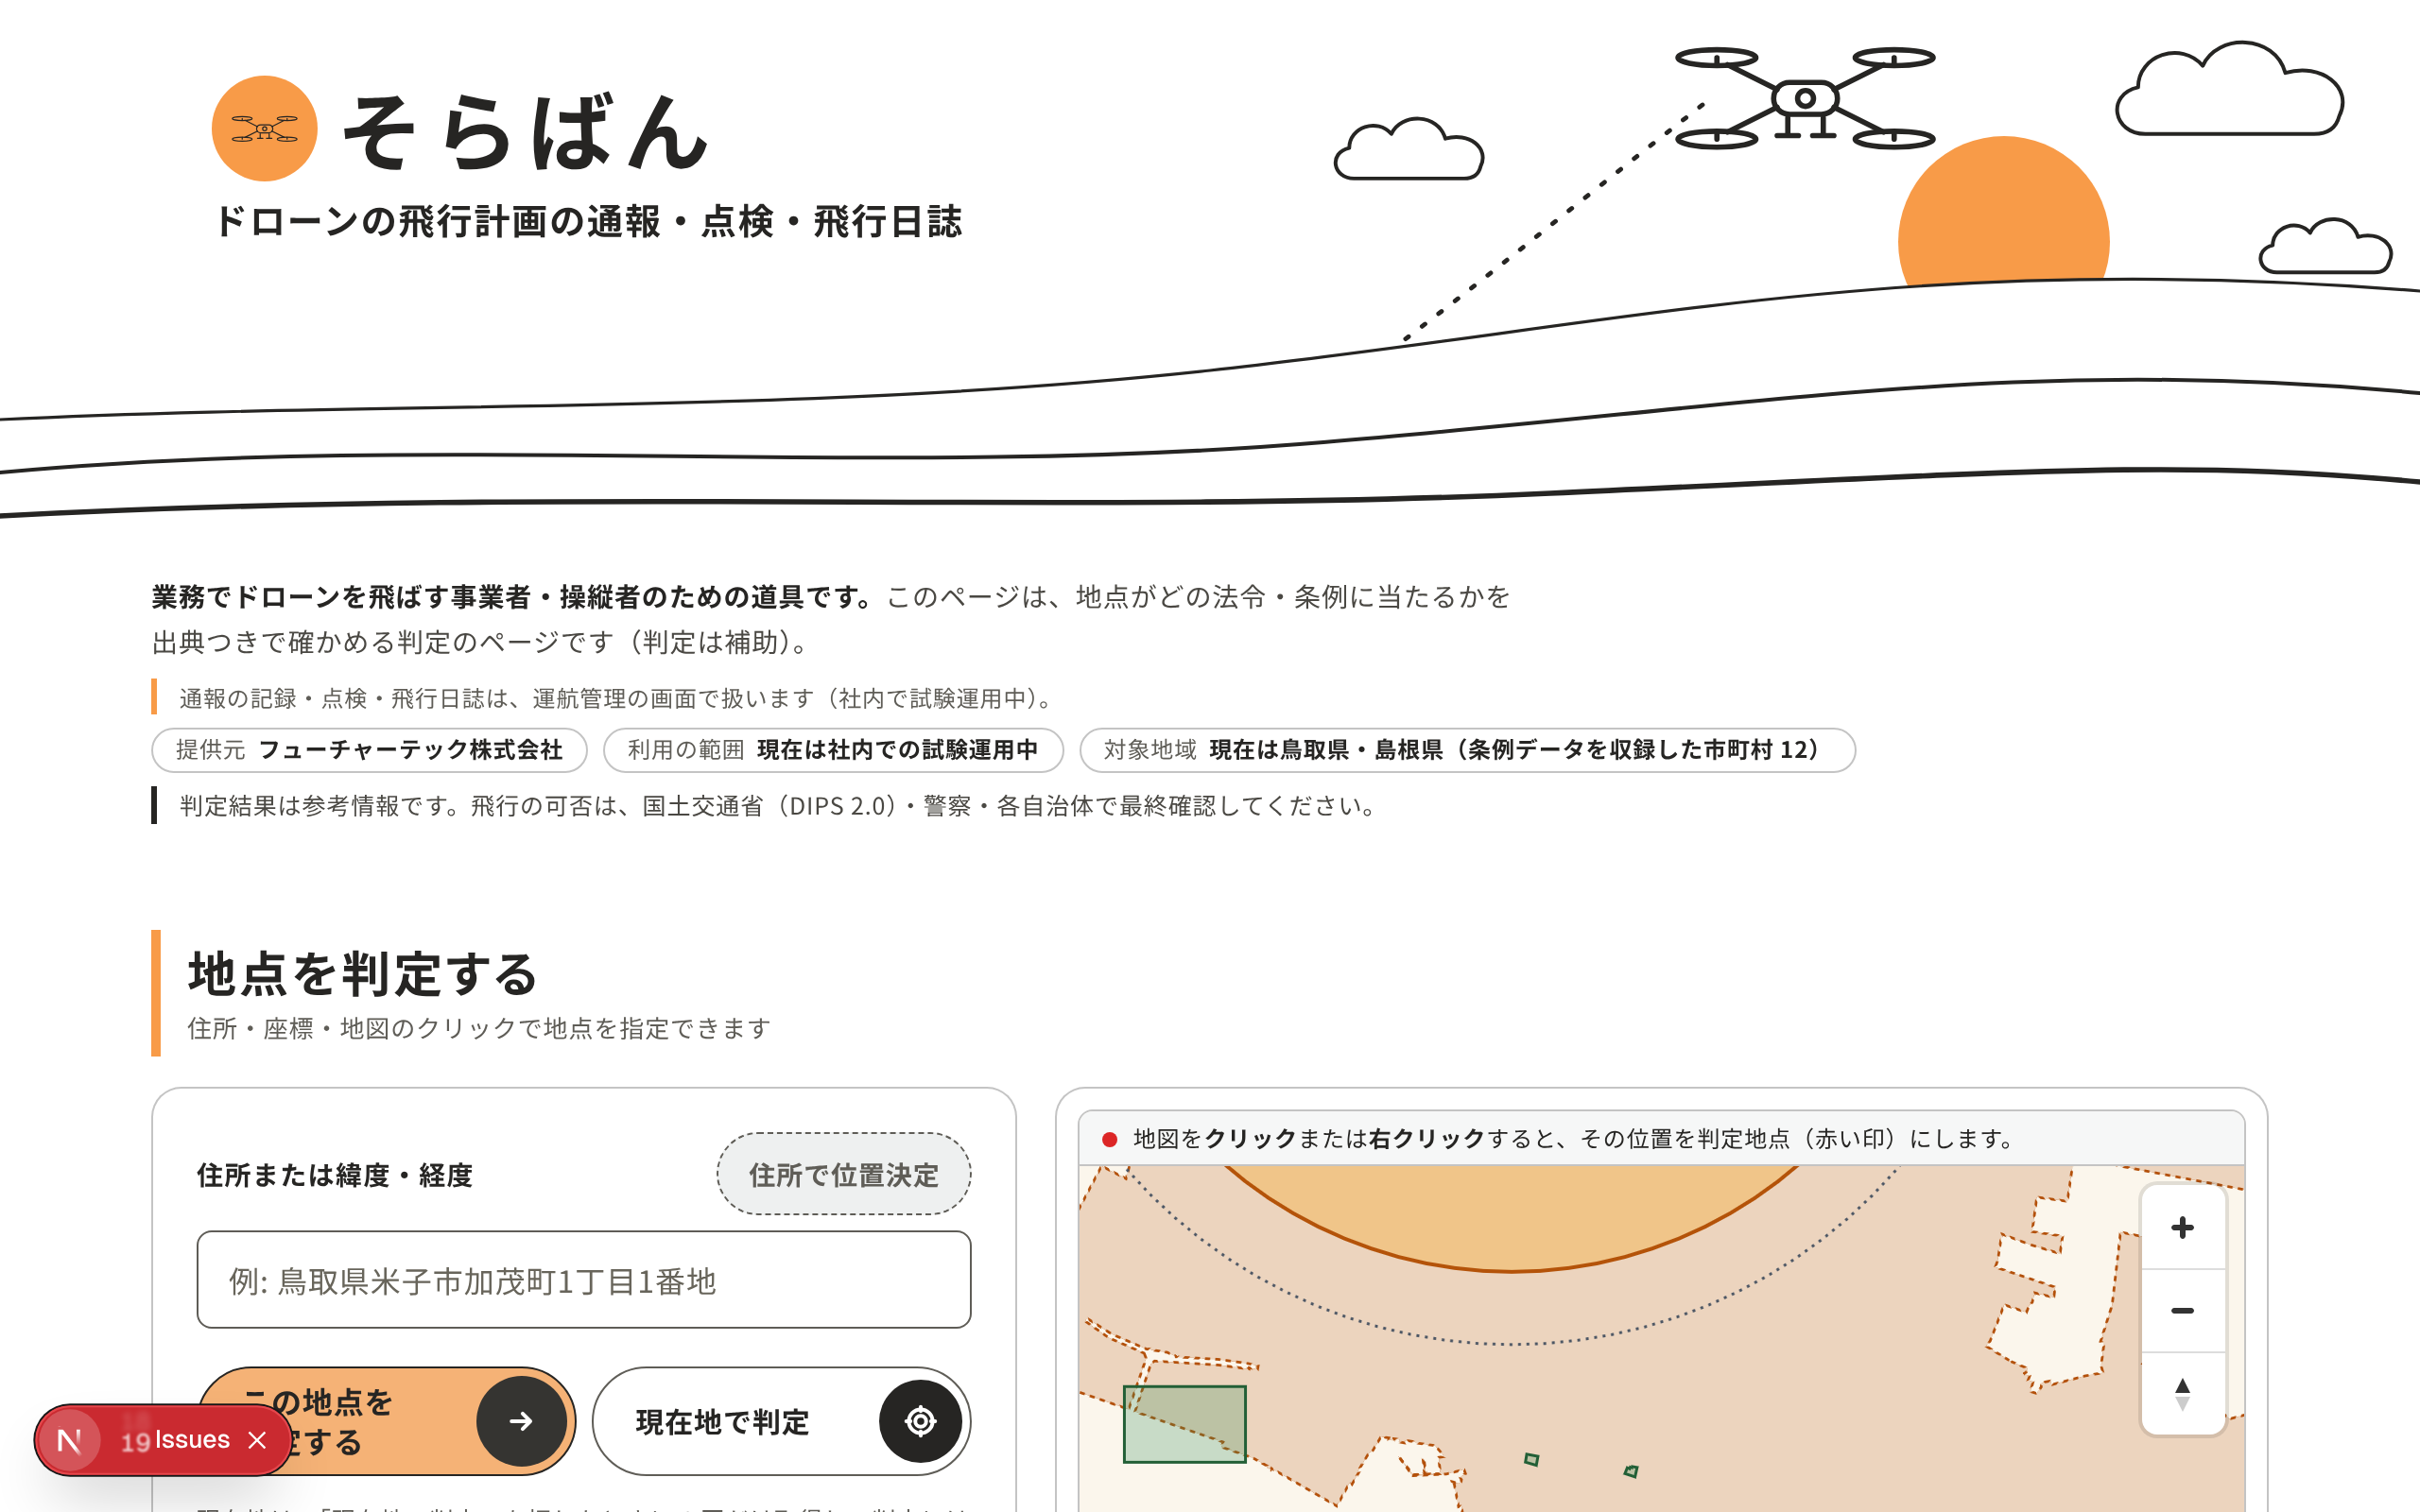 そらばん
ドローンの飛行計画の通報・点検・飛行日誌
業務でドローンを飛ばす事業者・操縦者のための道具です。このページは、地点がどの法令・条例に当たるかを
出典つきで確かめる判定のページです（判定は補助）。
通報の記録・点検・飛行日誌は、運航管理の画面で扱います（社内で試験運用中）。
提供元 フューチャーテック株式会社
利用の範囲 現在は社内での試験運用中
対象地域 現在は鳥取県・島根県（条例データを収録した市町村 12）
判定結果は参考情報です。飛行の可否は、国土交通省（DIPS 2.0）・警察・各自治体で最終確認してください。
地点を判定する
住所・座標・地図のクリックで地点を指定できます
住所または緯度・経度
住所で位置決定
例: 鳥取県米子市加茂町1丁目1番地
この地点を
定する
現在地で判定
地図をクリックまたは右クリックすると、その位置を判定地点（赤い印）にします。
N 19 Issues